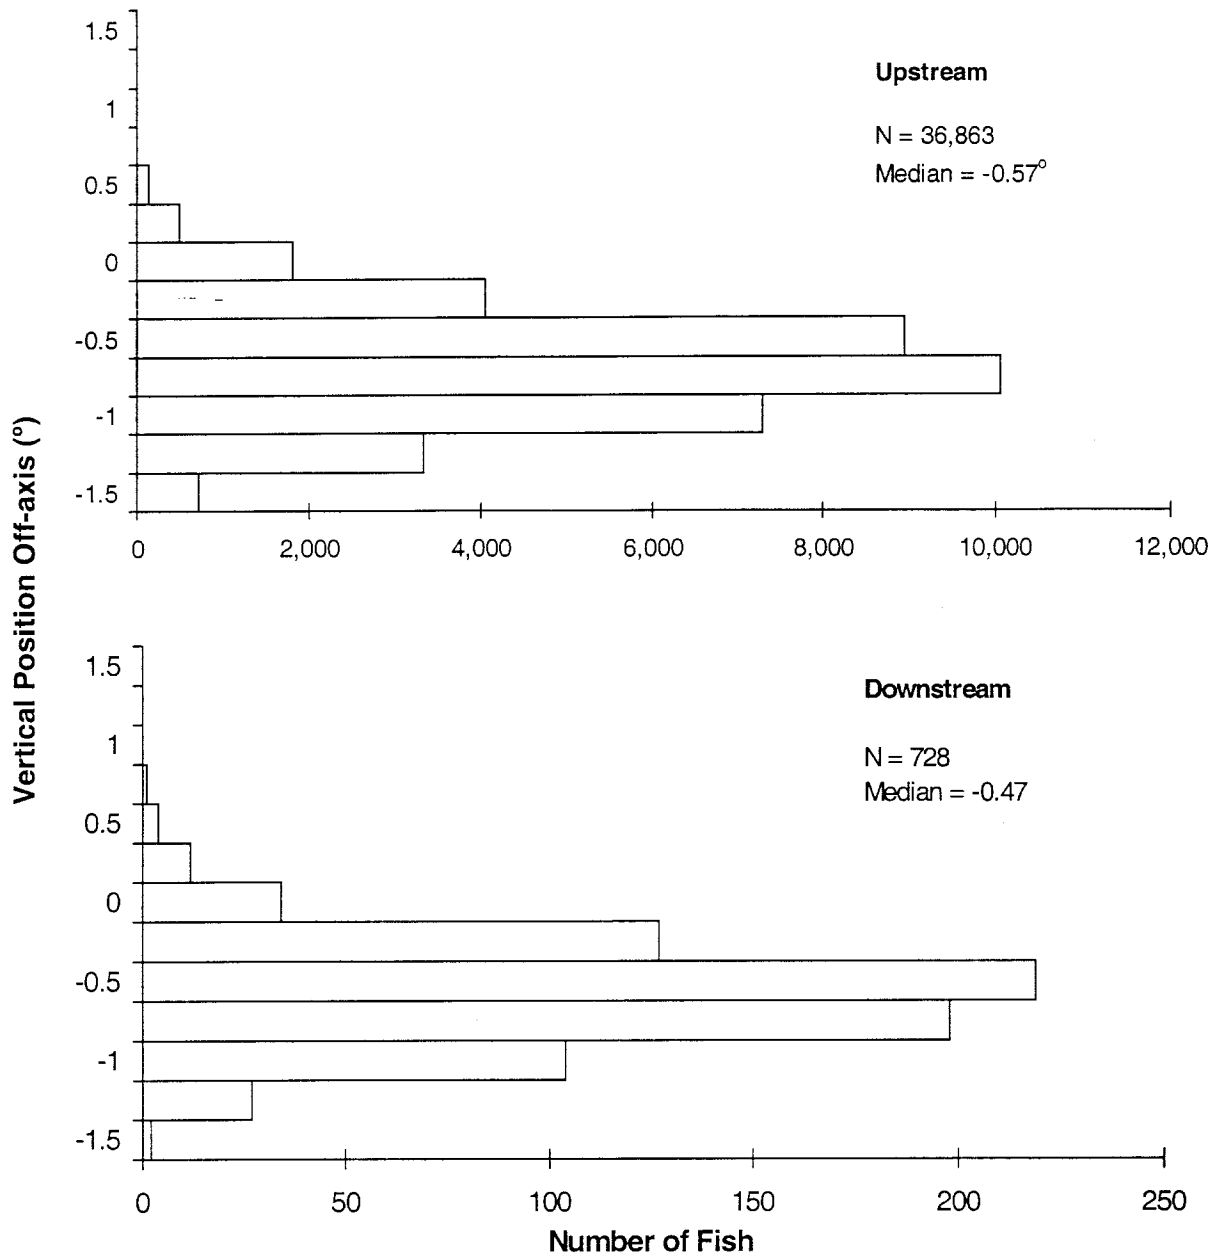 Vertical Position Off-axis (º)
1.5
1
0.5
0
-0.5
-1
-1.5
Upstream
N = 36,863
Median = -0.57°
0 2,000 4,000 6,000 8,000 10,000 12,000
1.5
1
0.5
0
-0.5
-1
-1.5
Downstream
N = 728
Median = -0.47
0 50 100 150 200 250
Number of Fish